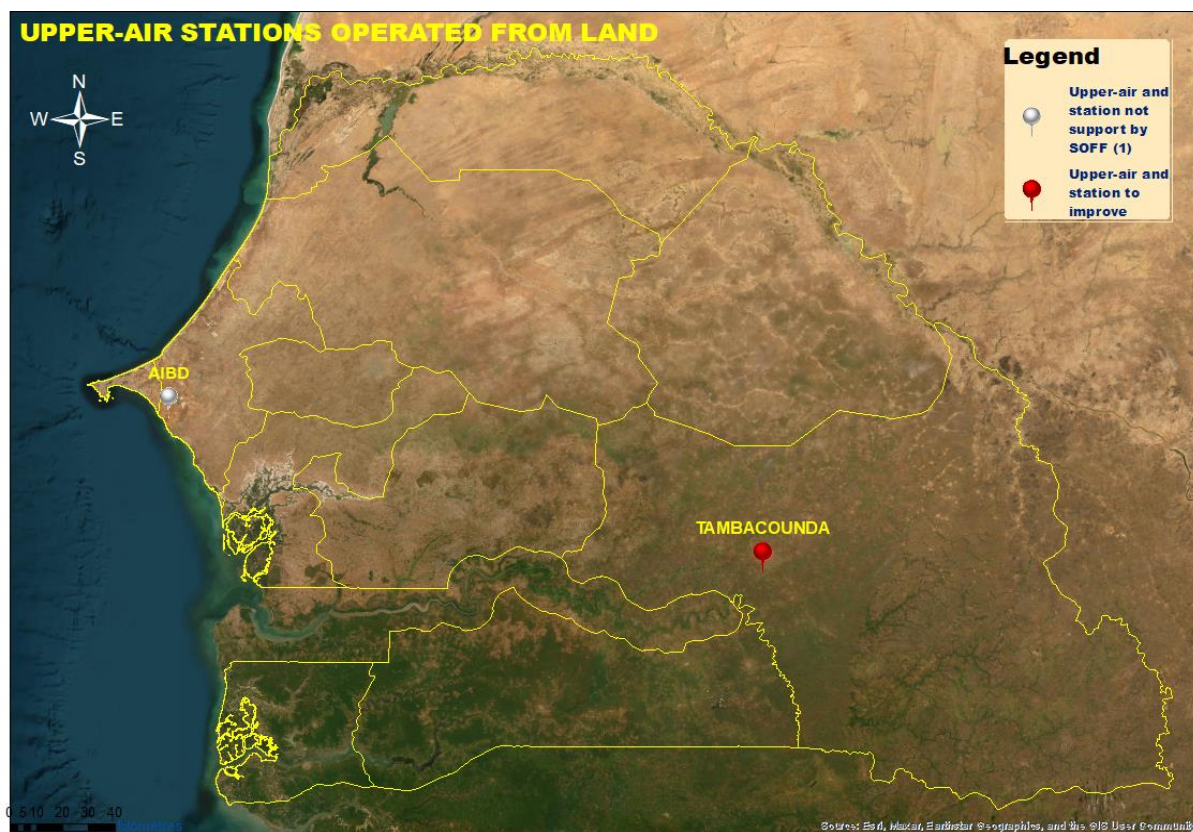 UPPER-AIR STATIONS OPERATED FROM LAND
N
W E
S
Legend
Upper-air and
station not
support by
SOFF (1)
Upper-air and
station to
improve
AIBD
TAMBACOUNDA
0 5 10 20 30 40
Kilometres
Source: Esri, Maxar, Earthstar Geographics, and the GIS User Communit